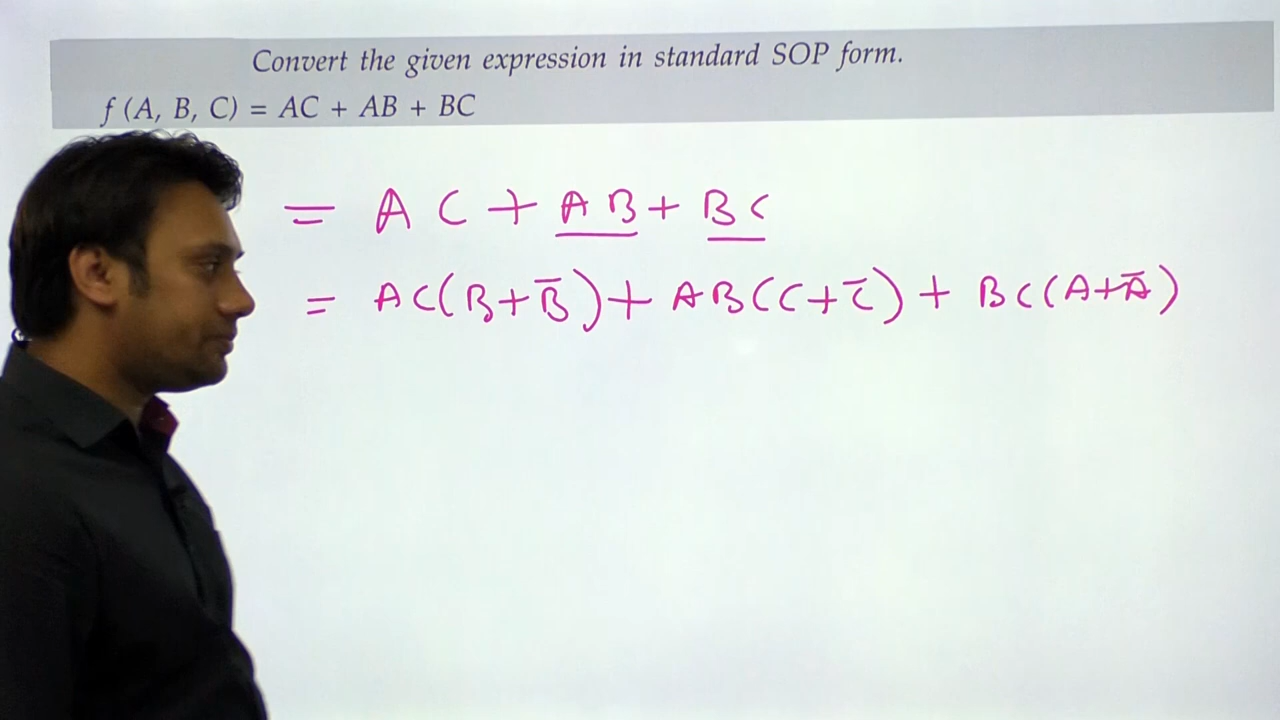 Convert the given expression in standard SOP form.
f (A, B, C) = AC + AB + BC
= AC + AB + BC
= AC(B+B̅) + AB(C+C̅) + BC(A+A̅)